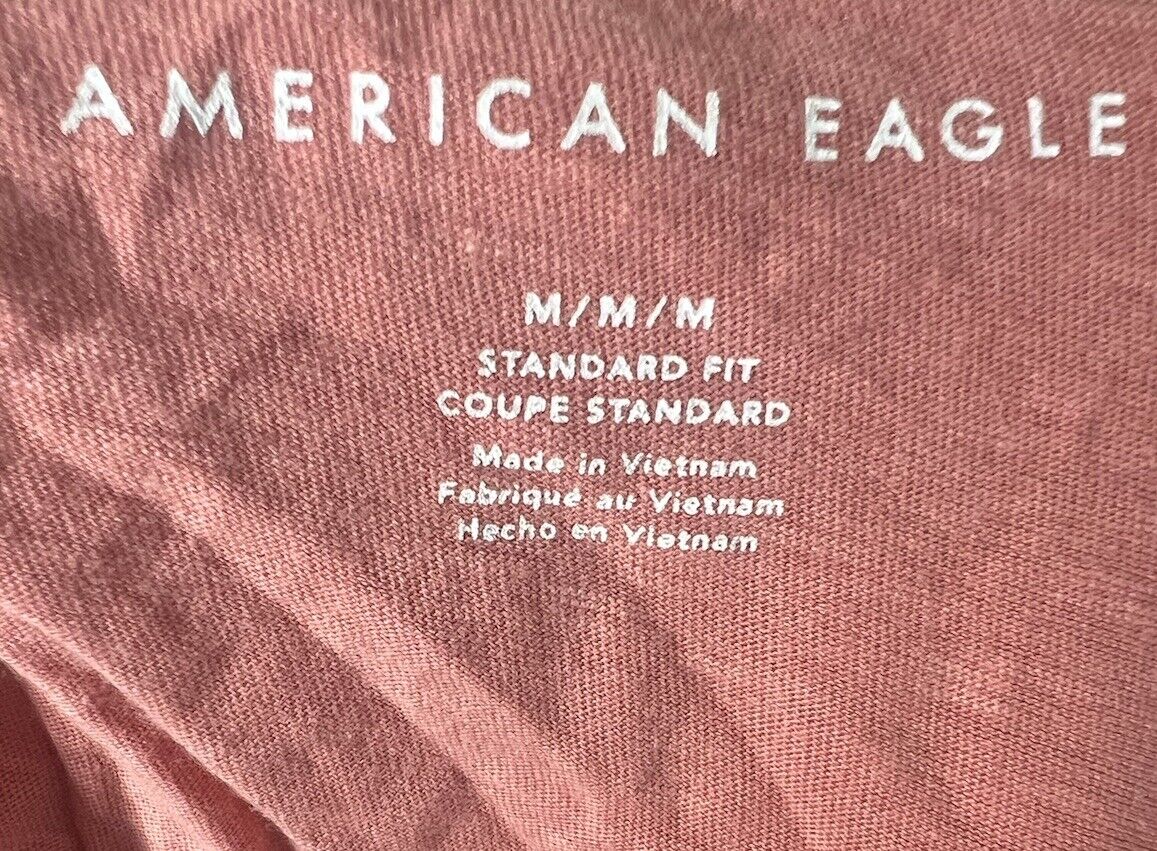 AMERICAN EAGLE
M/M/M
STANDARD FIT
COUPE STANDARD
Made in Vietnam
Fabriqué au Vietnam
Hecho en Vietnam